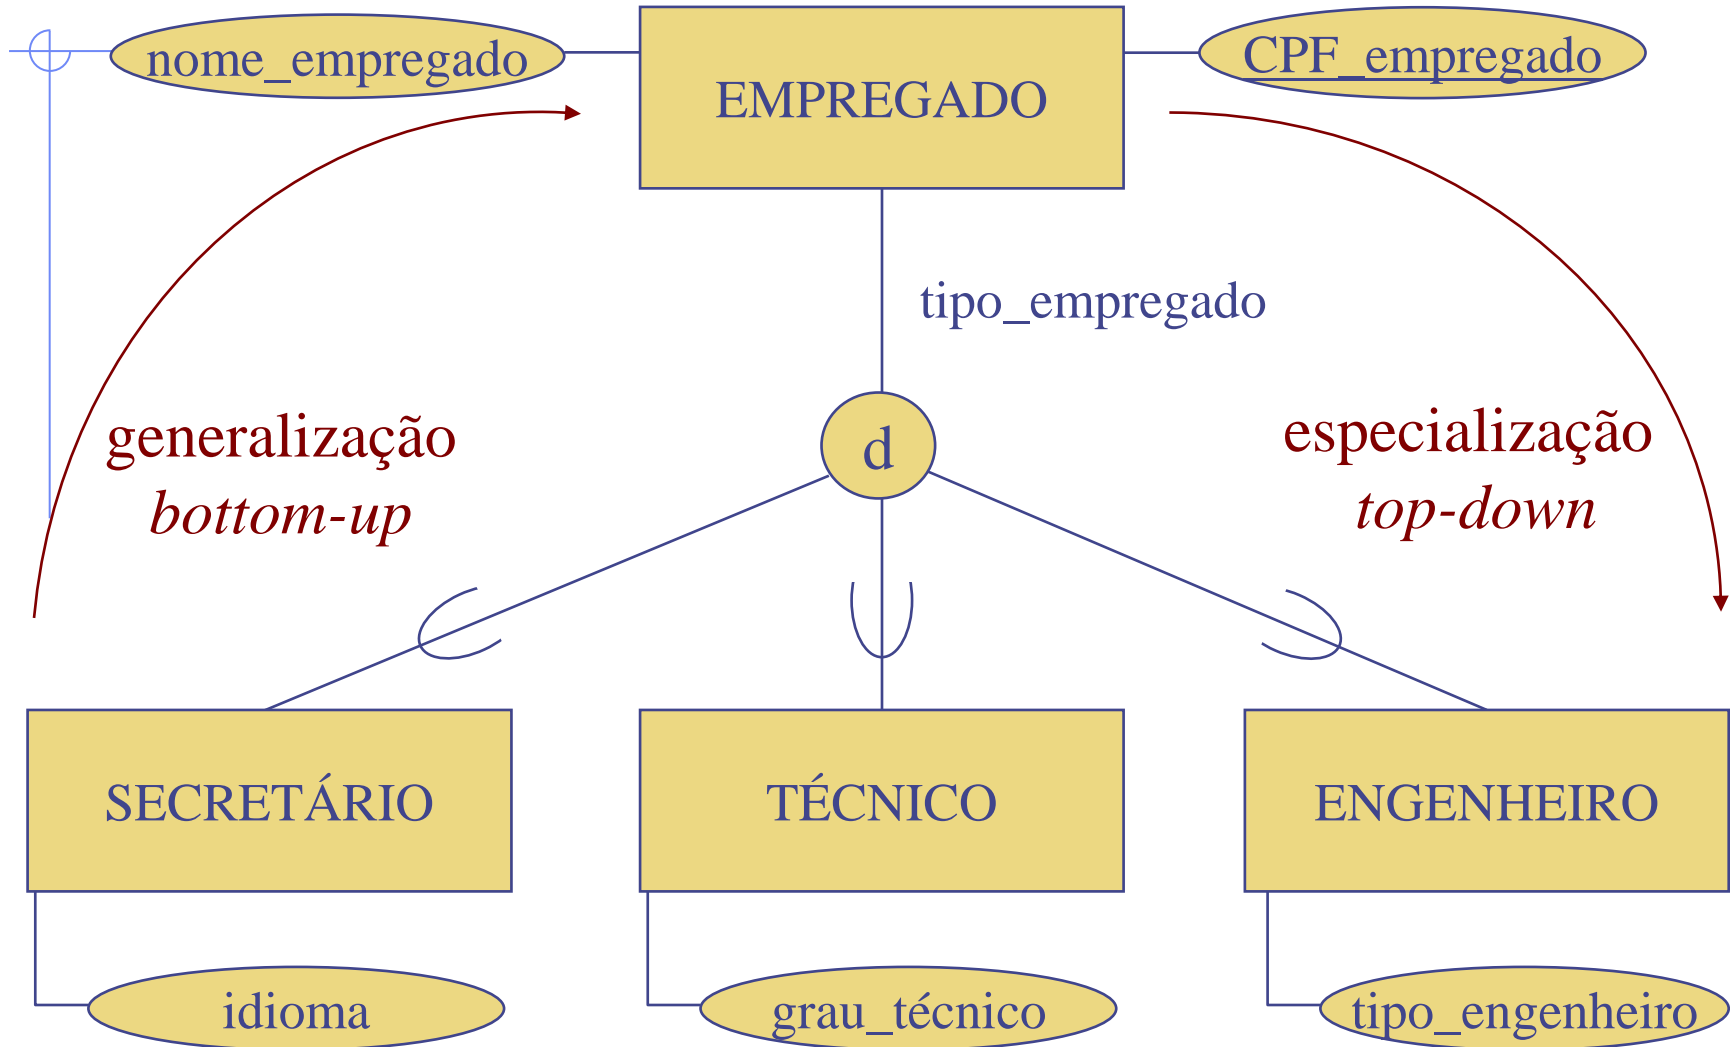 nome_empregado
EMPREGADO
CPF_empregado
tipo_empregado
generalização
bottom-up
d
especialização
top-down
SECRETÁRIO
TÉCNICO
ENGENHEIRO
idioma
grau_técnico
tipo_engenheiro